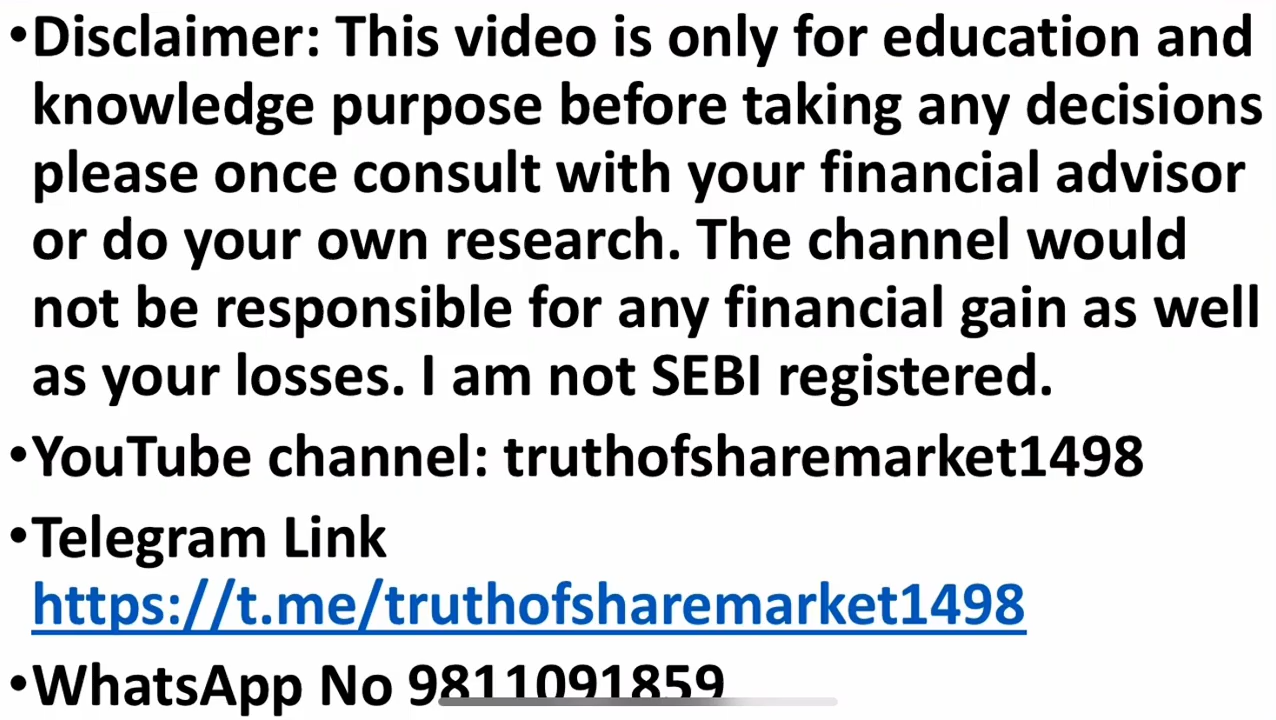 •Disclaimer: This video is only for education and
knowledge purpose before taking any decisions
please once consult with your financial advisor
or do your own research. The channel would
not be responsible for any financial gain as well
as your losses. I am not SEBI registered.
•YouTube channel: truthofsharemarket1498
•Telegram Link
https://t.me/truthofsharemarket1498
•WhatsApp No 9811091859